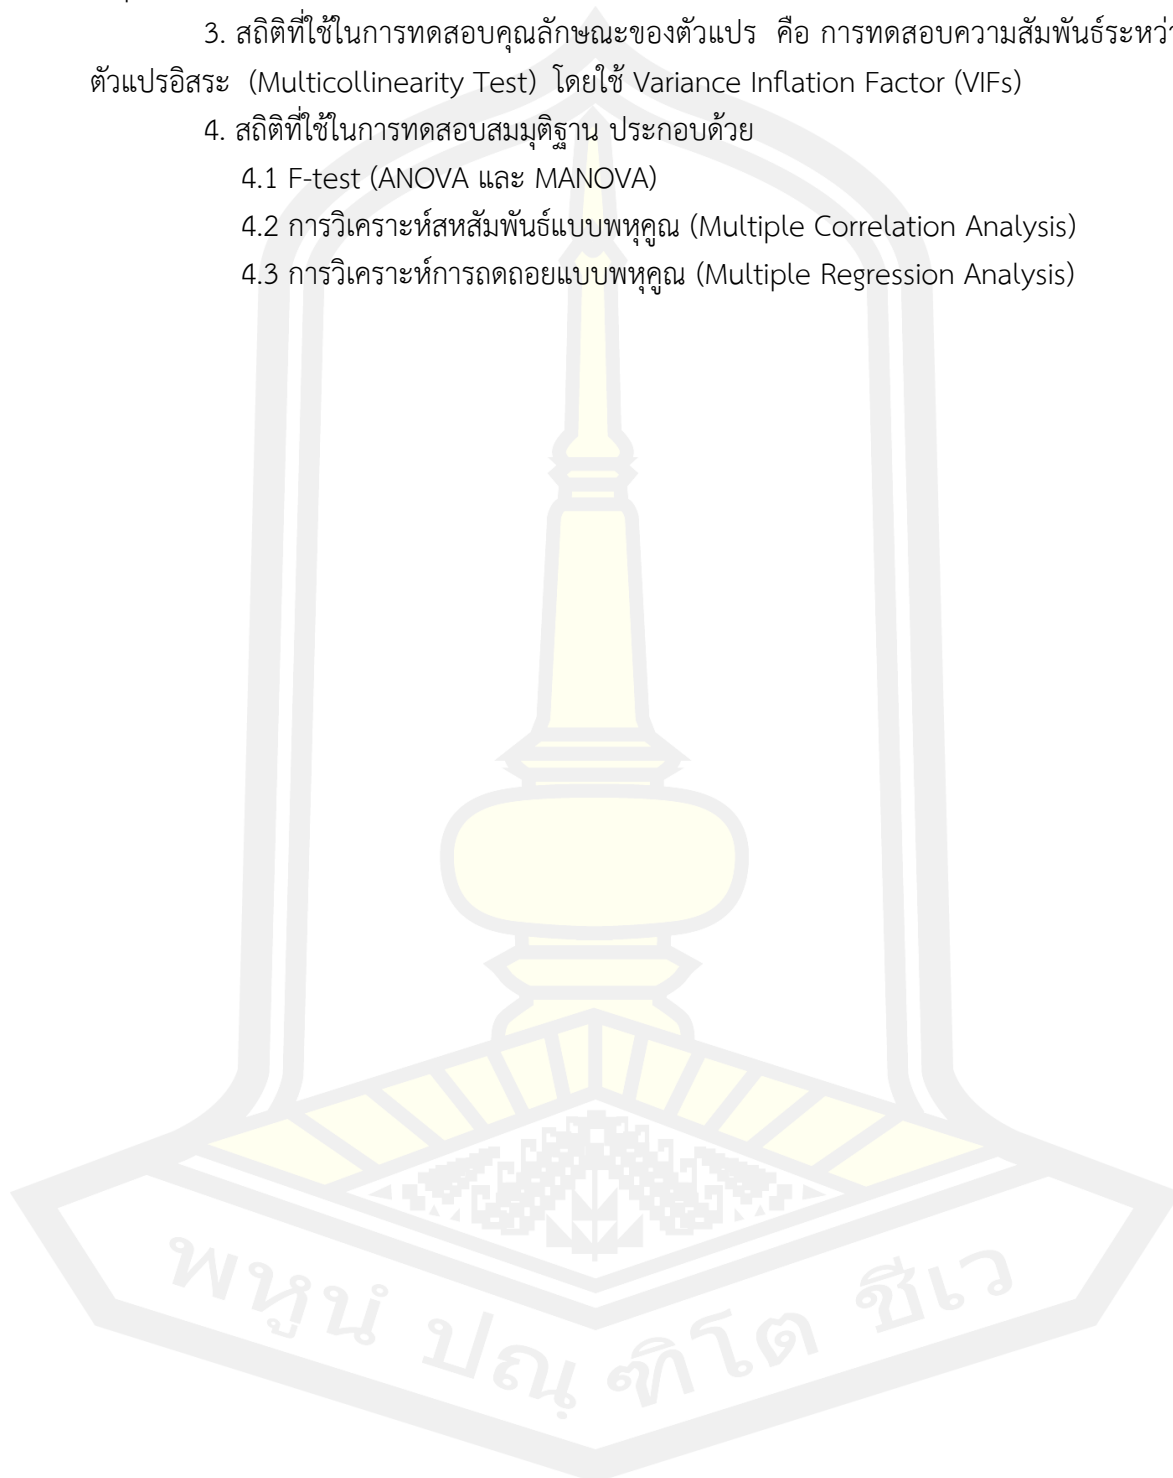 3. สถิติที่ใช้ในการทดสอบคุณลักษณะของตัวแปร คือ การทดสอบความสัมพันธ์ระหว่
ตัวแปรอิสระ (Multicollinearity Test) โดยใช้ Variance Inflation Factor (VIFs)
4. สถิติที่ใช้ในการทดสอบสมมุติฐาน ประกอบด้วย
4.1 F-test (ANOVA และ MANOVA)
4.2 การวิเคราะห์สหสัมพันธ์แบบพหุคูณ (Multiple Correlation Analysis)
4.3 การวิเคราะห์การถดถอยแบบพหุคูณ (Multiple Regression Analysis)
พหูนํ ปณฺฑิโต ชีเว